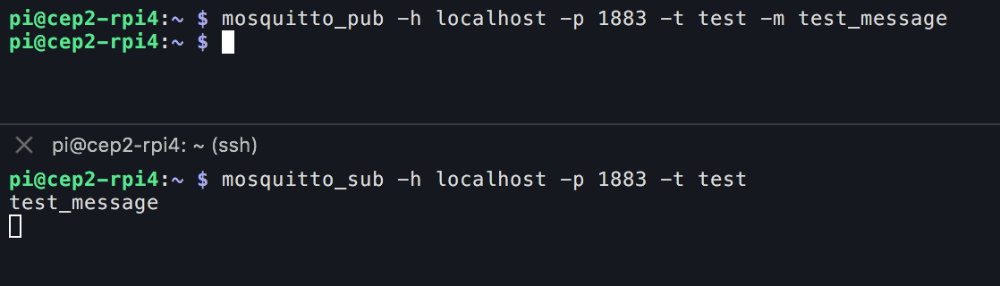 pi@cep2-rpi4:~ $ mosquitto_pub -h localhost -p 1883 -t test -m test_message
pi@cep2-rpi4:~ $
pi@cep2-rpi4: ~ (ssh)
pi@cep2-rpi4:~ $ mosquitto_sub -h localhost -p 1883 -t test
test_message